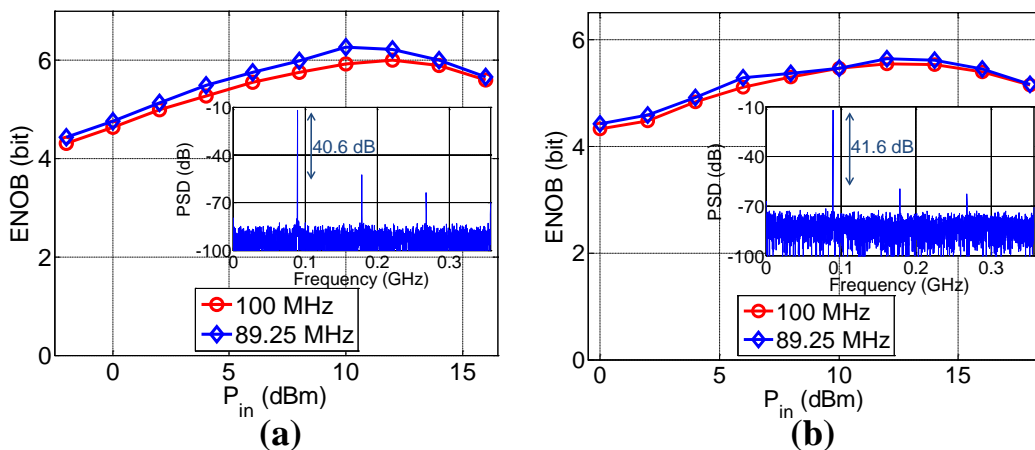 6
4
2
0
ENOB (bit)
0
5
10
15
P_in (dBm)
-10
-40
-70
-100
PSD (dB)
40.6 dB
0
0.1
0.2
0.3
Frequency (GHz)
100 MHz
89.25 MHz
(a)
6
4
2
0
ENOB (bit)
0
5
10
15
P_in (dBm)
-10
-40
-70
-100
PSD (dB)
41.6 dB
0
0.1
0.2
0.3
Frequency (GHz)
100 MHz
89.25 MHz
(b)